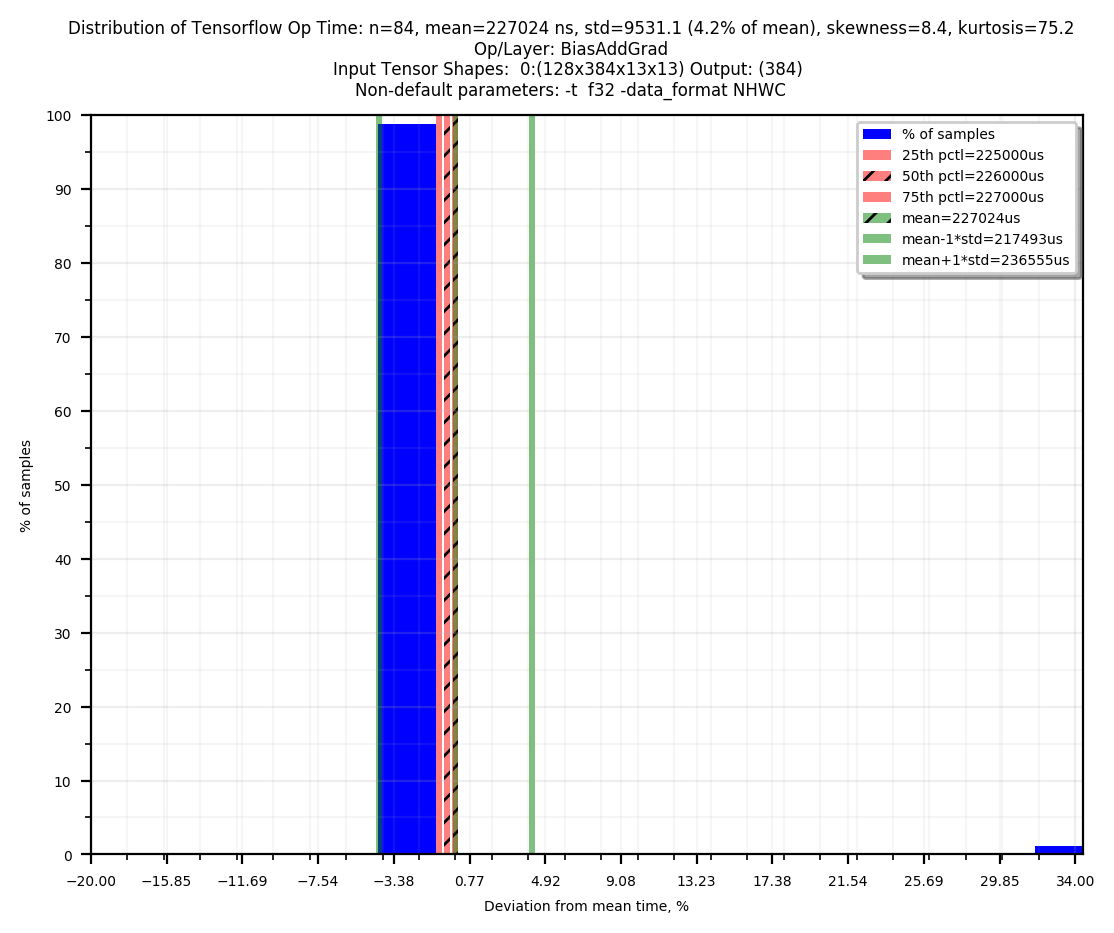 Distribution of Tensorflow Op Time: n=84, mean=227024 ns, std=9531.1 (4.2% of mean), skewness=8.4, kurtosis=75.2
Op/Layer: BiasAddGrad
Input Tensor Shapes:  0:(128x384x13x13) Output: (384)
Non-default parameters: -t  f32 -data_format NHWC
100
90
80
70
60
50
40
30
20
10
0
% of samples
% of samples
25th pctl=225000us
50th pctl=226000us
75th pctl=227000us
mean=227024us
mean-1*std=217493us
mean+1*std=236555us
−20.00 −15.85 −11.69 −7.54 −3.38 0.77 4.92 9.08 13.23 17.38 21.54 25.69 29.85 34.00
Deviation from mean time, %